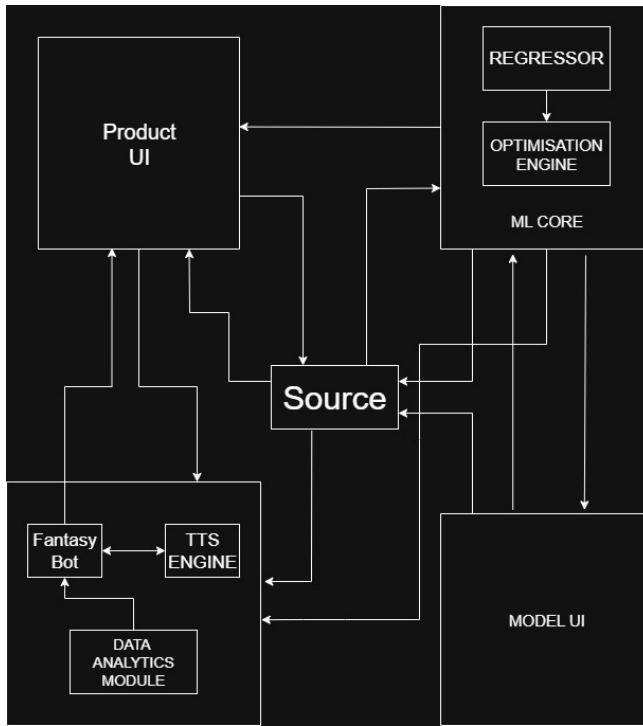 REGRESSOR
Product
UI
OPTIMISATION
ENGINE
ML CORE
Source
Fantasy
Bot
TTS
ENGINE
MODEL UI
DATA
ANALYTICS
MODULE